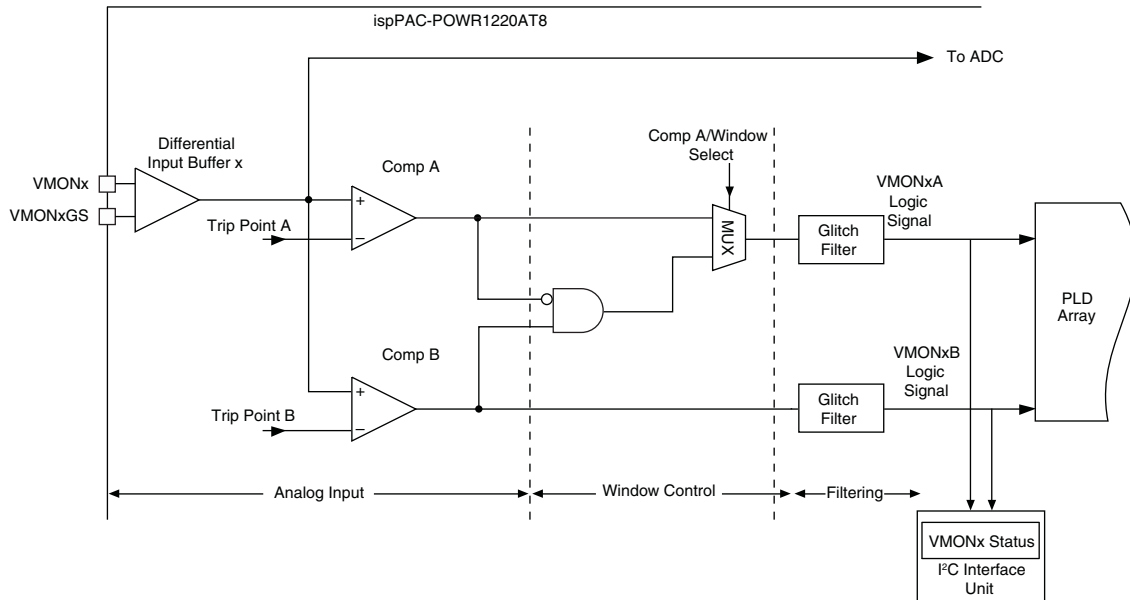 ispPAC-POWR1220AT8
To ADC
Differential
Input Buffer x
Comp A/Window
Select
Comp A
VMONx
VMONxGS
VMONxA
Logic
Signal
+
–
Trip Point A
MUX
Glitch
Filter
PLD
Array
Comp B
VMONxB
Logic
Signal
+
–
Trip Point B
Glitch
Filter
Analog Input
Window Control
Filtering
VMONx Status
I²C Interface
Unit